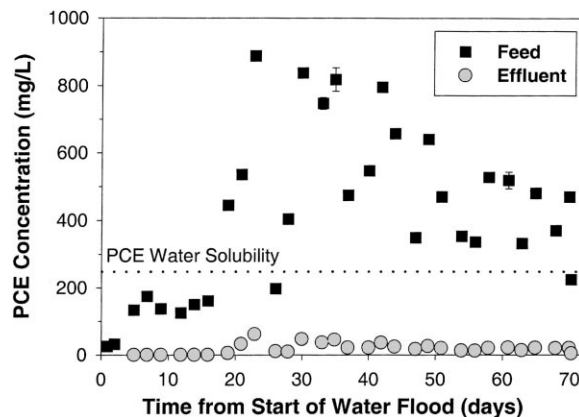 1000
800
600
400
200
0
PCE Concentration (mg/L)
Feed
Effluent
PCE Water Solubility
0 10 20 30 40 50 60 70
Time from Start of Water Flood (days)